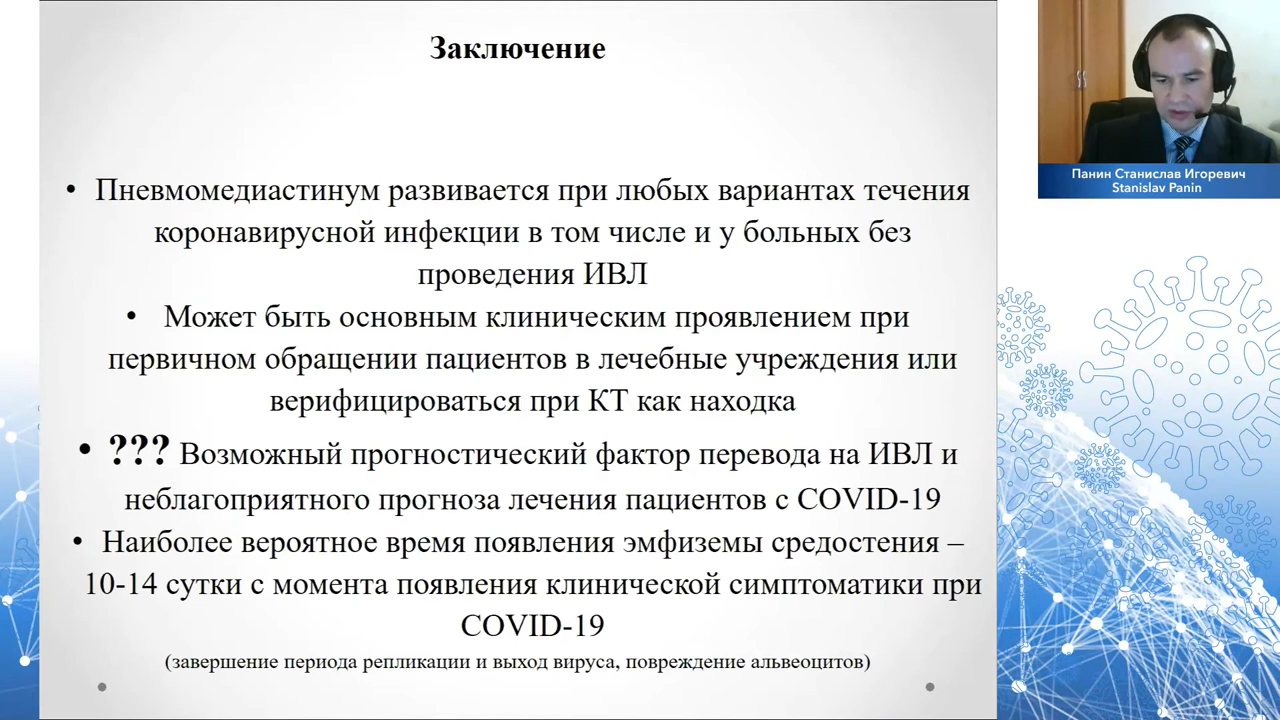 Заключение
• Пневмомедиастинум развивается при любых вариантах течения
коронавирусной инфекции в том числе и у больных без
проведения ИВЛ
• Может быть основным клиническим проявлением при
первичном обращении пациентов в лечебные учреждения или
верифицироваться при КТ как находка
• ??? Возможный прогностический фактор перевода на ИВЛ и
неблагоприятного прогноза лечения пациентов с COVID-19
• Наиболее вероятное время появления эмфиземы средостения –
10-14 сутки с момента появления клинической симптоматики при
COVID-19
(завершение периода репликации и выход вируса, повреждение альвеоцитов)
Панин Станислав Игоревич
Stanislav Panin